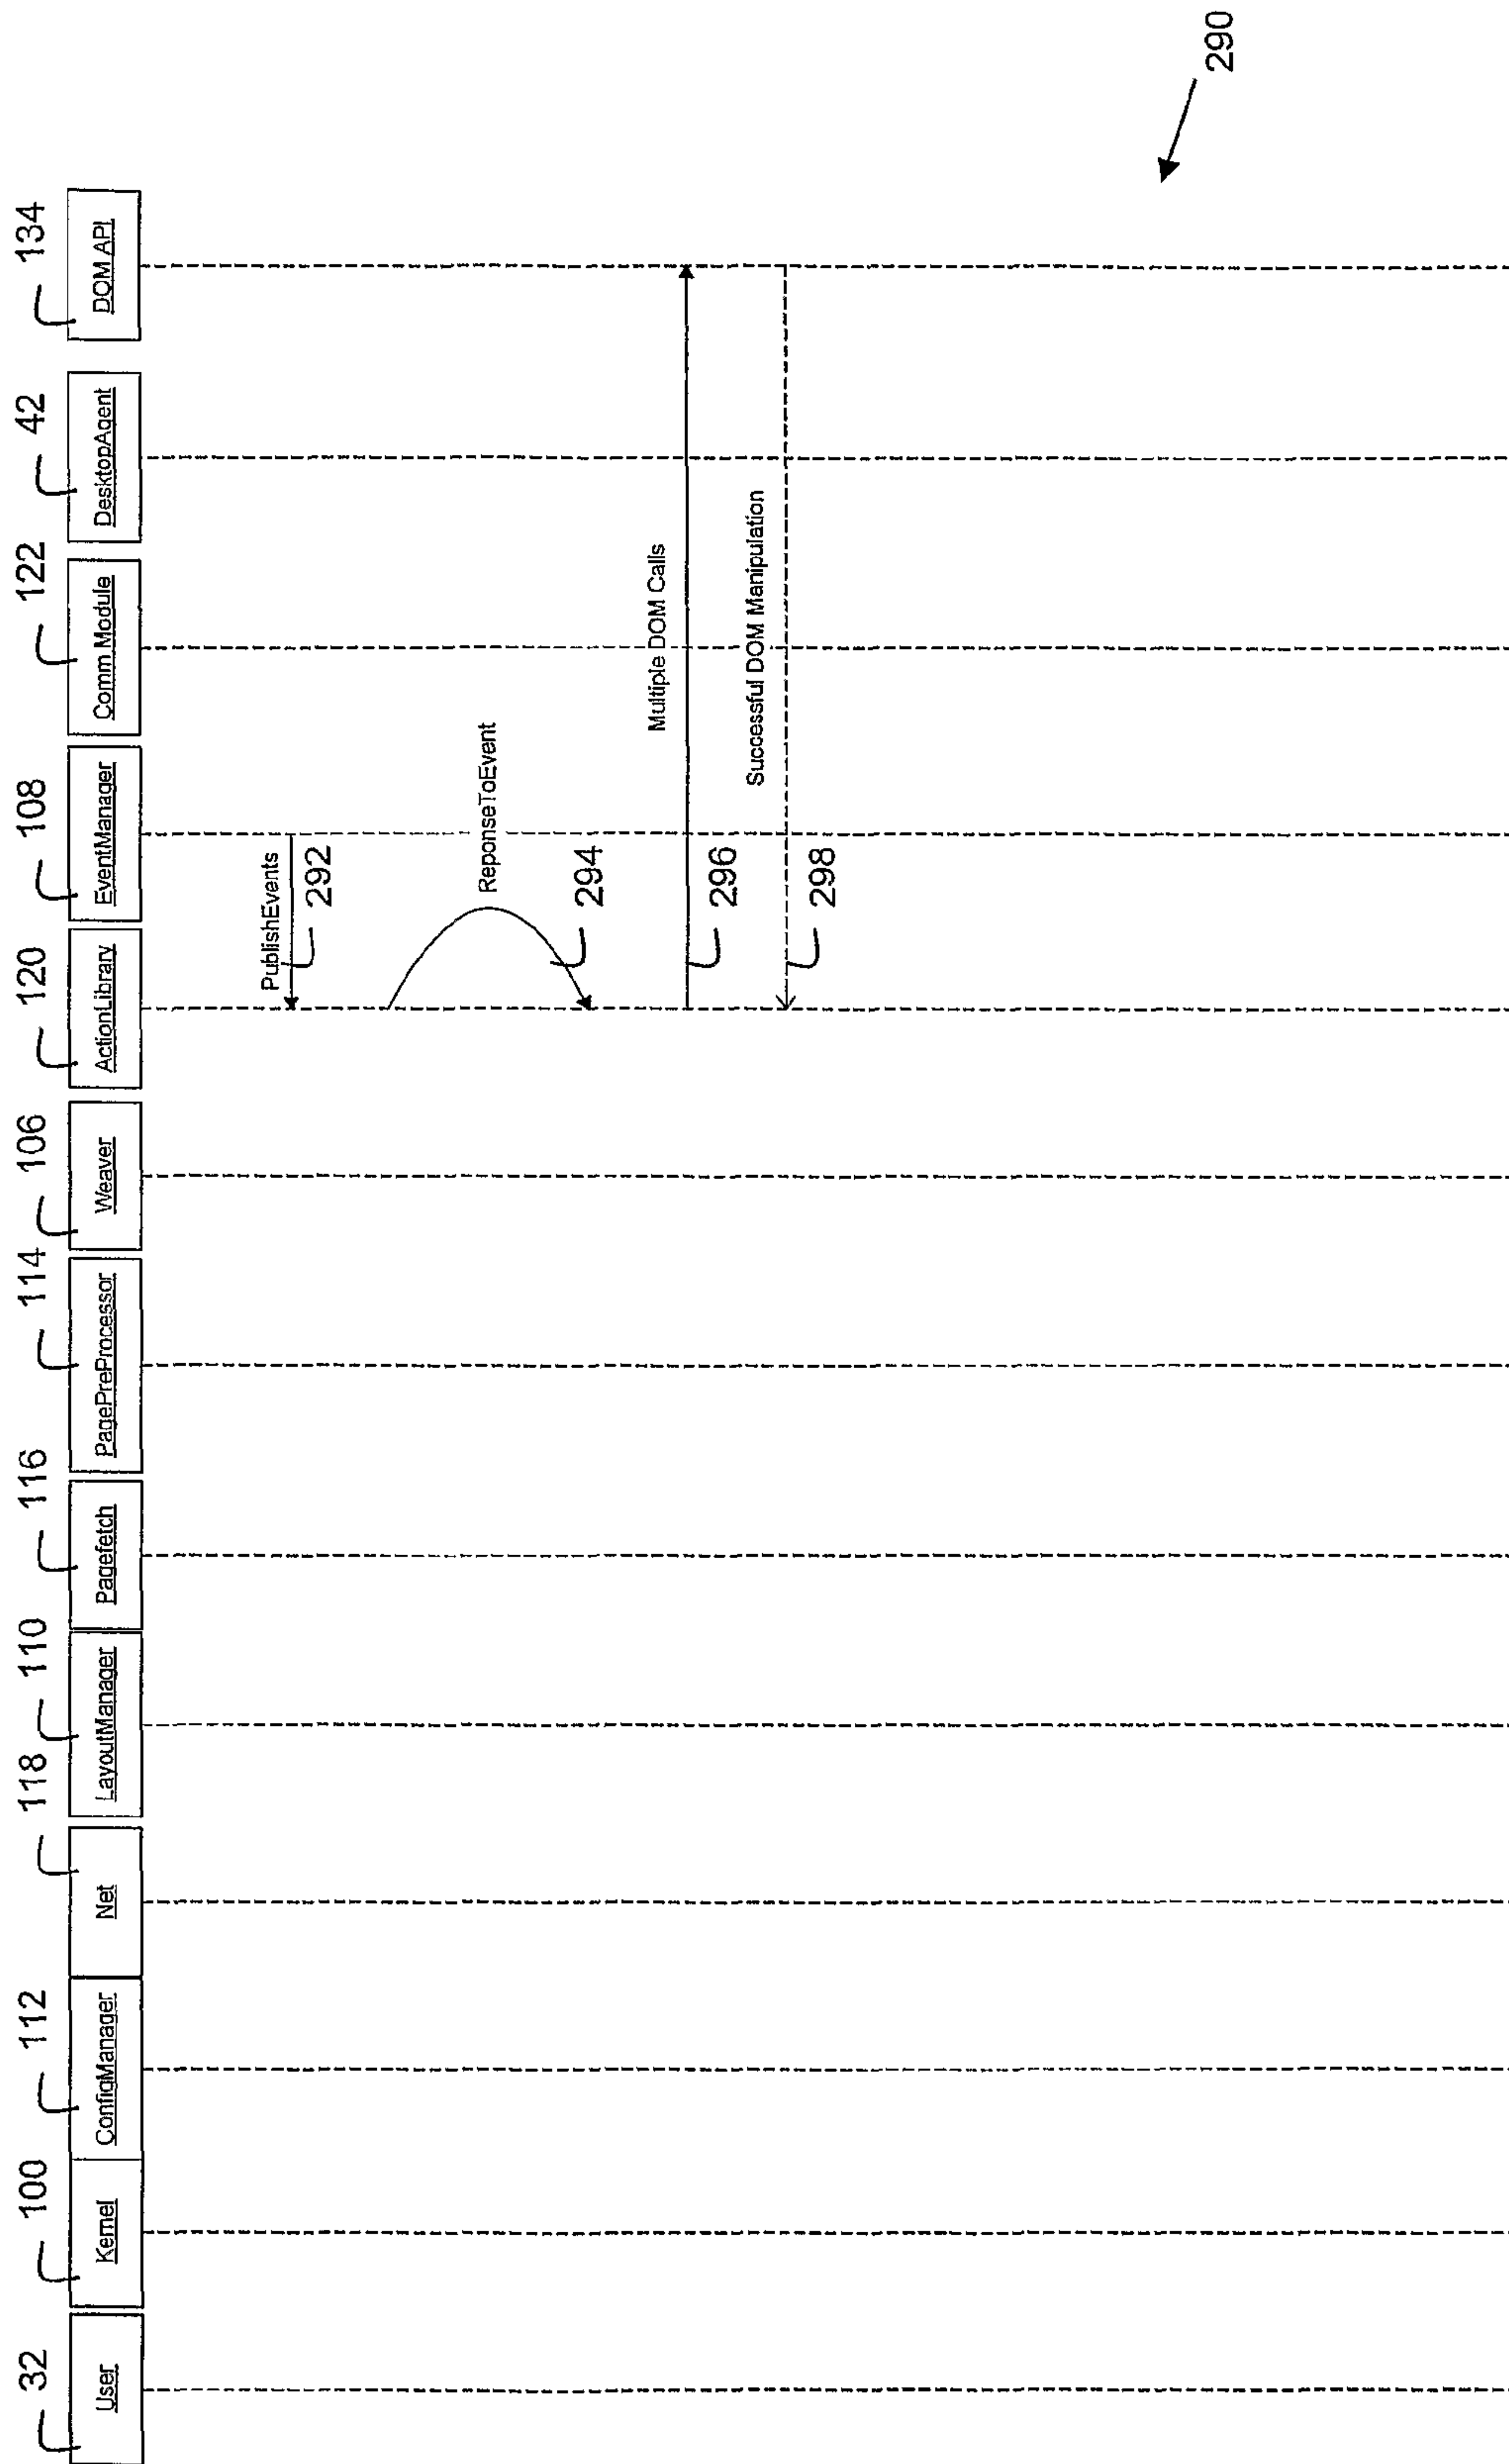 32
100
112
118
110
116
114
106
120
108
122
42
134
User
Kernel
ConfigManager
Net
LayoutManager
Pagefetch
PagePreProcessor
Weaver
ActionLibrary
EventManager
Comm Module
DesktopAgent
DOM API
PublishEvents
292
ReponseToEvent
294
Multiple DOM Calls
296
Successful DOM Manipulation
298
290